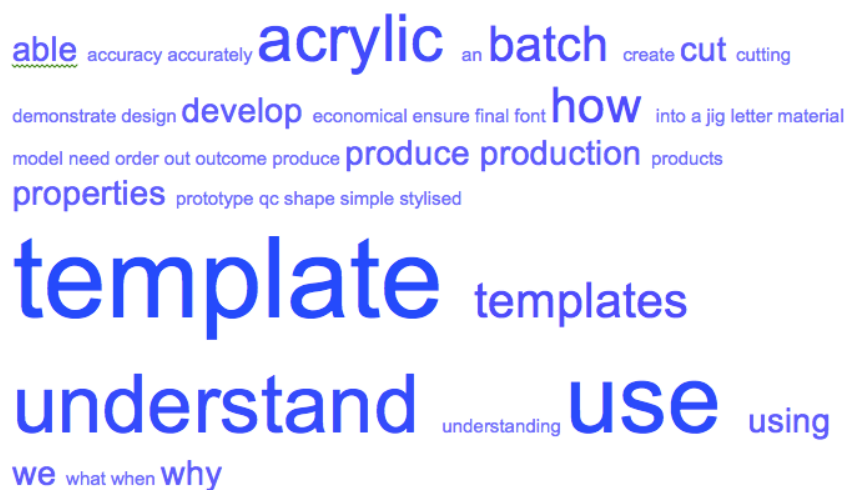 able accuracy accurately acrylic an batch create cut cutting
demonstrate design develop economical ensure final font how into a jig letter material
model need order out outcome produce produce production products
properties prototype qc shape simple stylised
template templates
understand understanding use using
we what when why